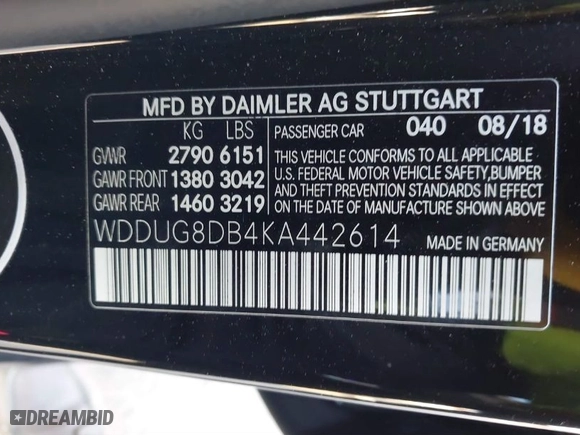 MFD BY DAIMLER AG STUTTGART
KG LBS
GVWR 2790 6151
GAWR FRONT 1380 3042
GAWR REAR 1460 3219
PASSENGER CAR 040 08/18
THIS VEHICLE CONFORMS TO ALL APPLICABLE
U.S. FEDERAL MOTOR VEHICLE SAFETY,BUMPER
AND THEFT PREVENTION STANDARDS IN EFFECT
ON THE DATE OF MANUFACTURE SHOWN ABOVE.
WDDUG8DB4KA442614 MADE IN GERMANY
DREAMBID